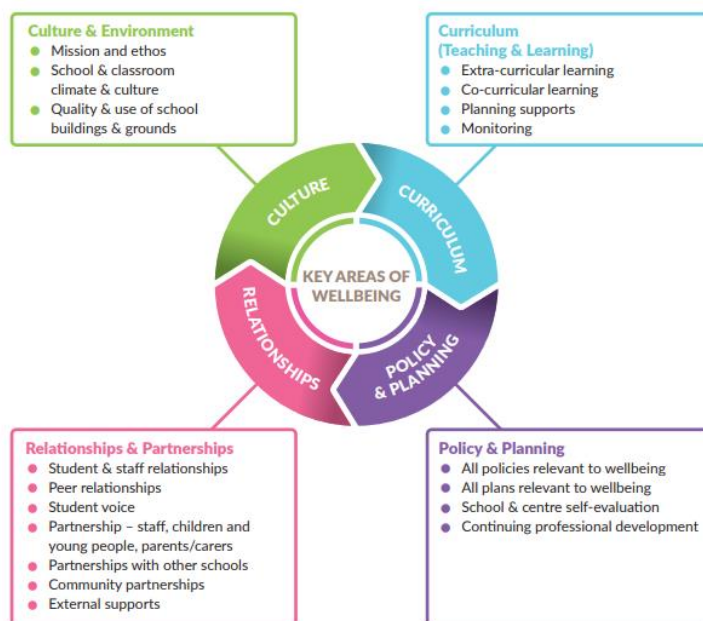 Culture & Environment
● Mission and ethos
● School & classroom
climate & culture
● Quality & use of school
buildings & grounds
Curriculum
(Teaching & Learning)
● Extra-curricular learning
● Co-curricular learning
● Planning supports
● Monitoring
CULTURE
CURRICULUM
KEY AREAS OF
WELLBEING
RELATIONSHIPS
POLICY
& PLANNING
Relationships & Partnerships
● Student & staff relationships
● Peer relationships
● Student voice
● Partnership – staff, children and
young people, parents/carers
● Partnerships with other schools
● Community partnerships
● External supports
Policy & Planning
● All policies relevant to wellbeing
● All plans relevant to wellbeing
● School & centre self-evaluation
● Continuing professional development